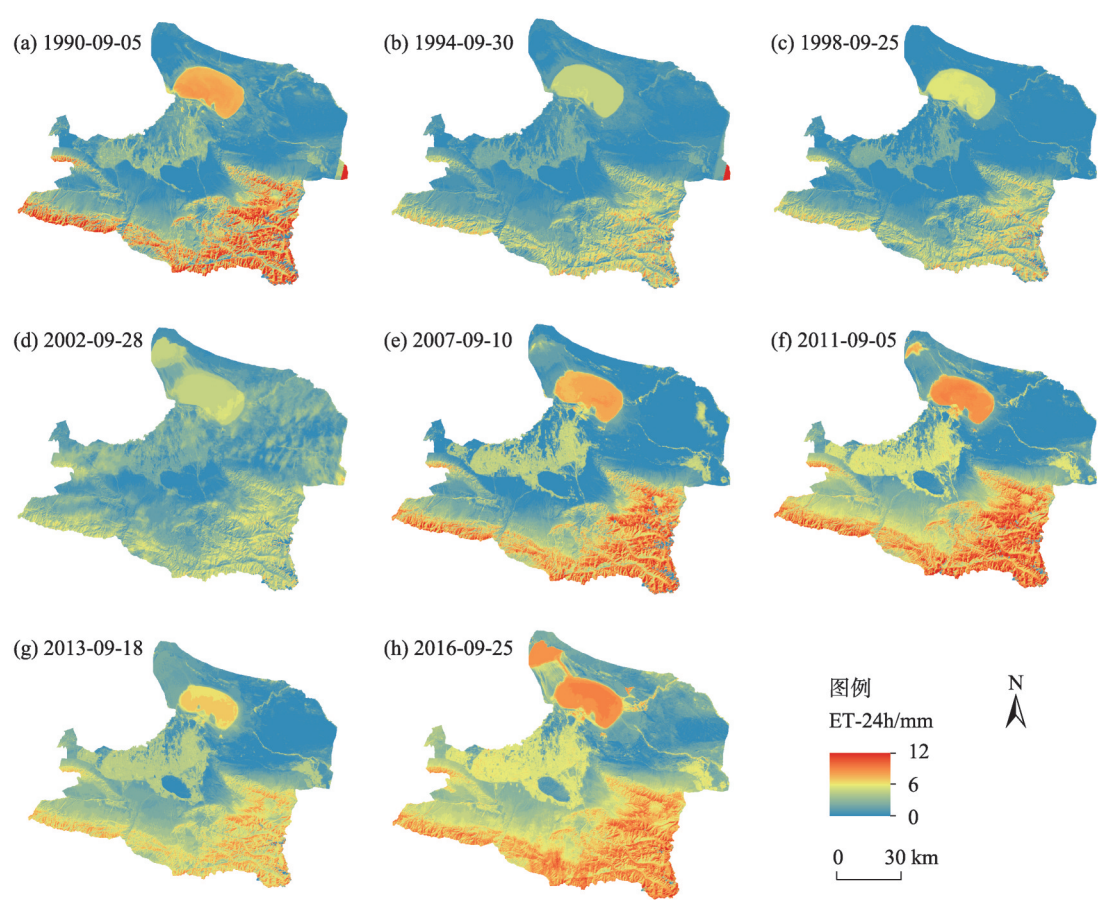 (a) 1990-09-05
(b) 1994-09-30
(c) 1998-09-25
(d) 2002-09-28
(e) 2007-09-10
(f) 2011-09-05
(g) 2013-09-18
(h) 2016-09-25
图例
ET-24h/mm
12
6
0
0 30 km
N